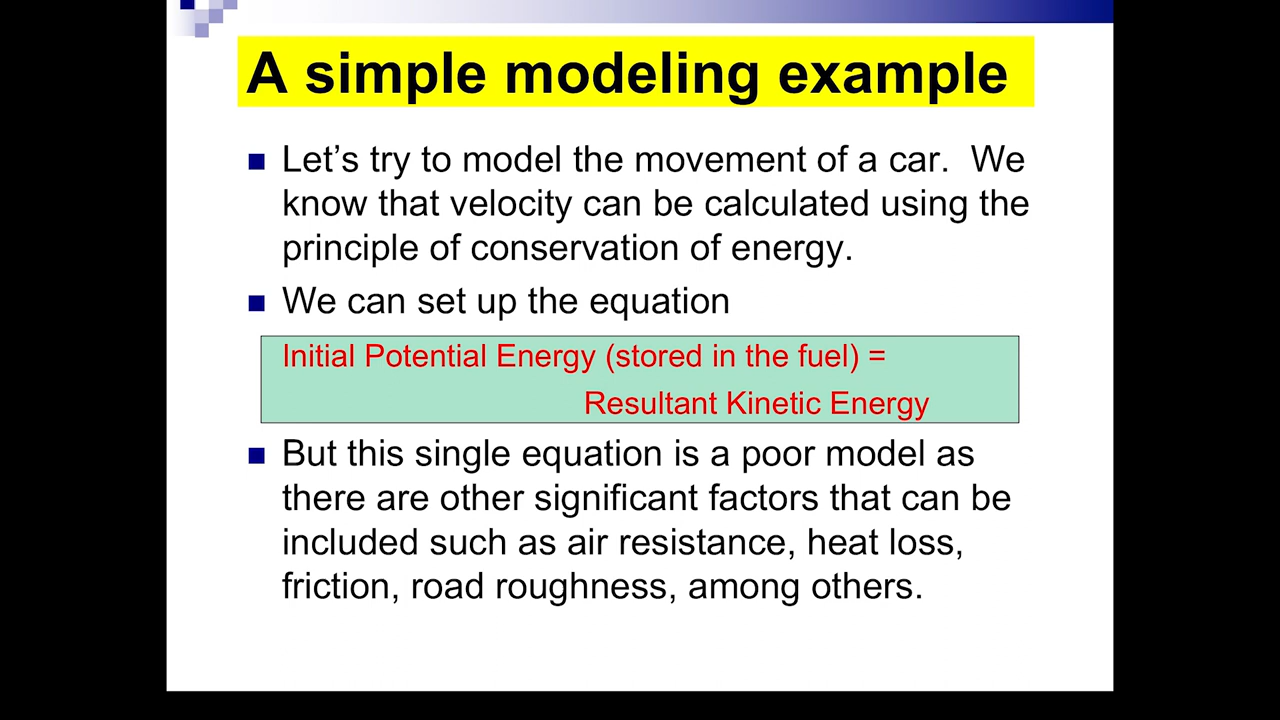 A simple modeling example
Let’s try to model the movement of a car.  We
know that velocity can be calculated using the
principle of conservation of energy.
We can set up the equation
Initial Potential Energy (stored in the fuel) =
Resultant Kinetic Energy
But this single equation is a poor model as
there are other significant factors that can be
included such as air resistance, heat loss,
friction, road roughness, among others.